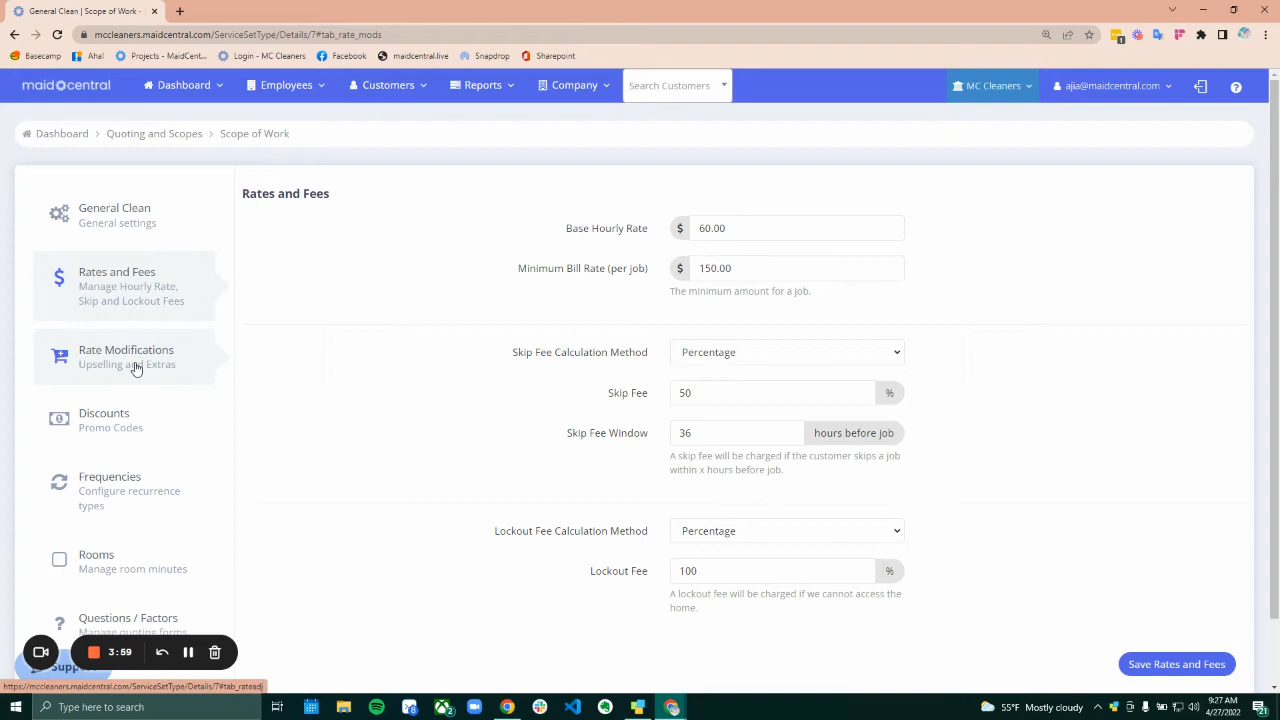 General Clean | Scopes of Work -
mccleaners.maidcentral.com/ServiceSetType/Details/7#tab_rate_mods
Basecamp
Aha!
Projects - MaidCent...
Login - MC Cleaners
Facebook
maidcentral.live
Snapdrop
Sharepoint
maidcentral
Dashboard
Employees
Customers
Reports
Company
Search Customers
MC Cleaners
ajia@maidcentral.com
Dashboard > Quoting and Scopes > Scope of Work
General Clean
General settings
Rates and Fees
Manage Hourly Rate,
Skip and Lockout Fees
Rate Modifications
Upselling and Extras
Discounts
Promo Codes
Frequencies
Configure recurrence
types
Rooms
Manage room minutes
Questions / Factors
Manage quoting forms
Rates and Fees
Base Hourly Rate
$ 60.00
Minimum Bill Rate (per job)
$ 150.00
The minimum amount for a job.
Skip Fee Calculation Method
Percentage
Skip Fee
50 %
Skip Fee Window
36 hours before job
A skip fee will be charged if the customer skips a job
within x hours before job.
Lockout Fee Calculation Method
Percentage
Lockout Fee
100 %
A lockout fee will be charged if we cannot access the
home.
Save Rates and Fees
3:59
https://mccleaners.maidcentral.com/ServiceSetType/Details/7#tab_rateadj
Type here to search
55°F Mostly cloudy
9:27 AM
4/27/2022
21